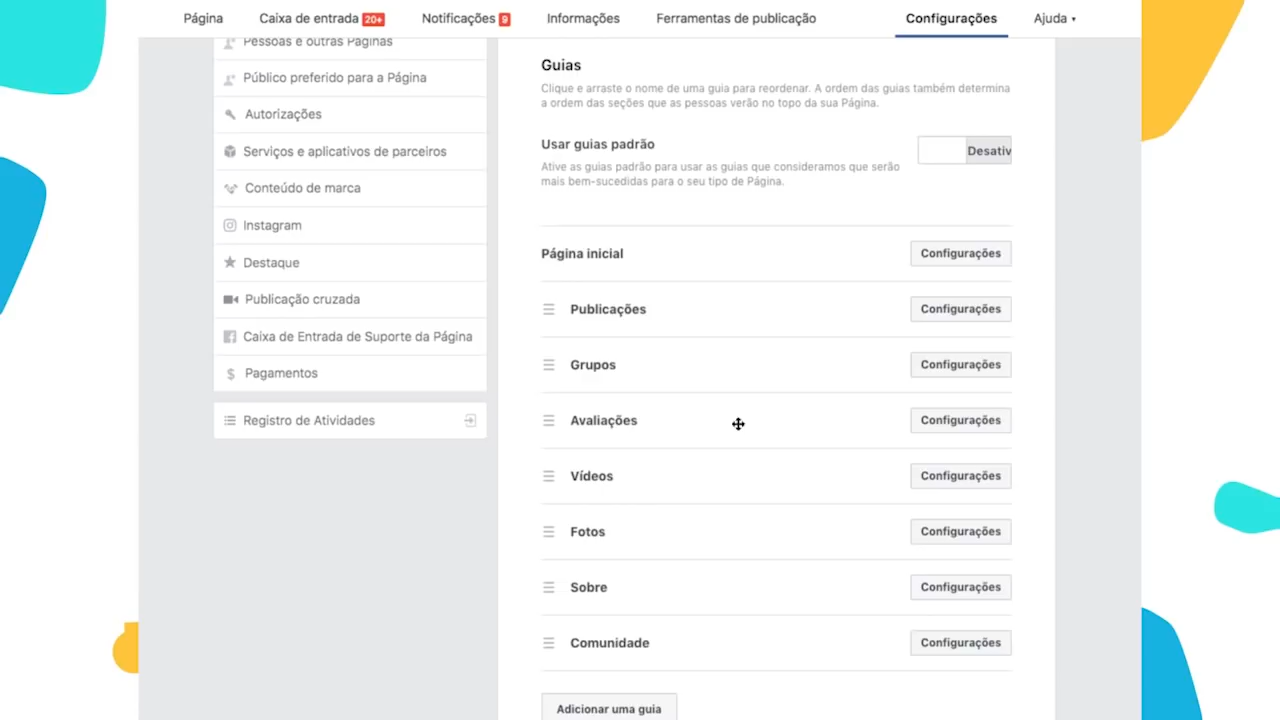 Página
Caixa de entrada 20+
Notificações 9
Informações
Ferramentas de publicação
Configurações
Ajuda
Pessoas e outras Páginas
Público preferido para a Página
Autorizações
Serviços e aplicativos de parceiros
Conteúdo de marca
Instagram
Destaque
Publicação cruzada
Caixa de Entrada de Suporte da Página
Pagamentos
Registro de Atividades
Guias
Clique e arraste o nome de uma guia para reordenar. A ordem das guias também determina
a ordem das seções que as pessoas verão no topo da sua Página.
Usar guias padrão
Desativ
Ative as guias padrão para usar as guias que consideramos que serão
mais bem-sucedidas para o seu tipo de Página.
Página inicial
Configurações
Publicações
Configurações
Grupos
Configurações
Avaliações
Configurações
Vídeos
Configurações
Fotos
Configurações
Sobre
Configurações
Comunidade
Configurações
Adicionar uma guia